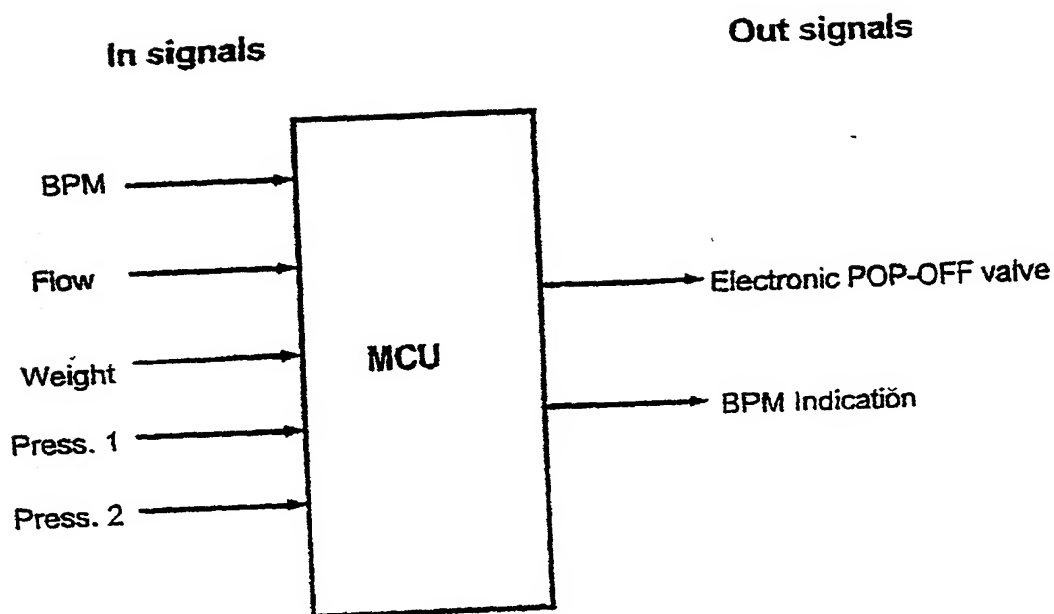 In signals
Out signals
BPM
Flow
Weight
Press. 1
Press. 2
MCU
Electronic POP-OFF valve
BPM Indication